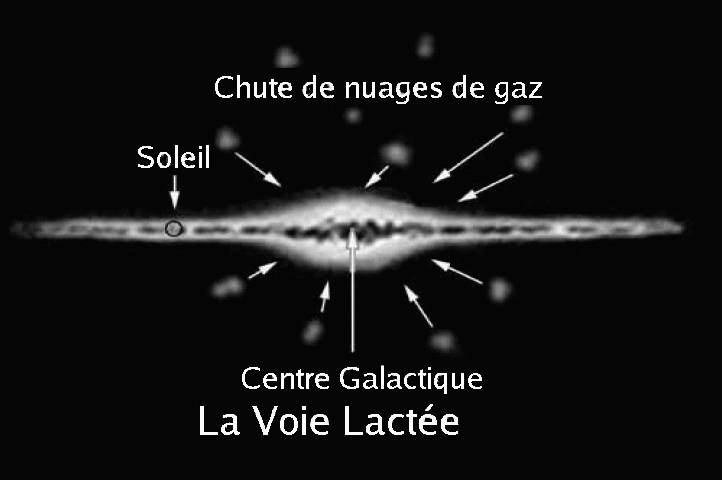 Chute de nuages de gaz
Soleil
Centre Galactique
La Voie Lactée